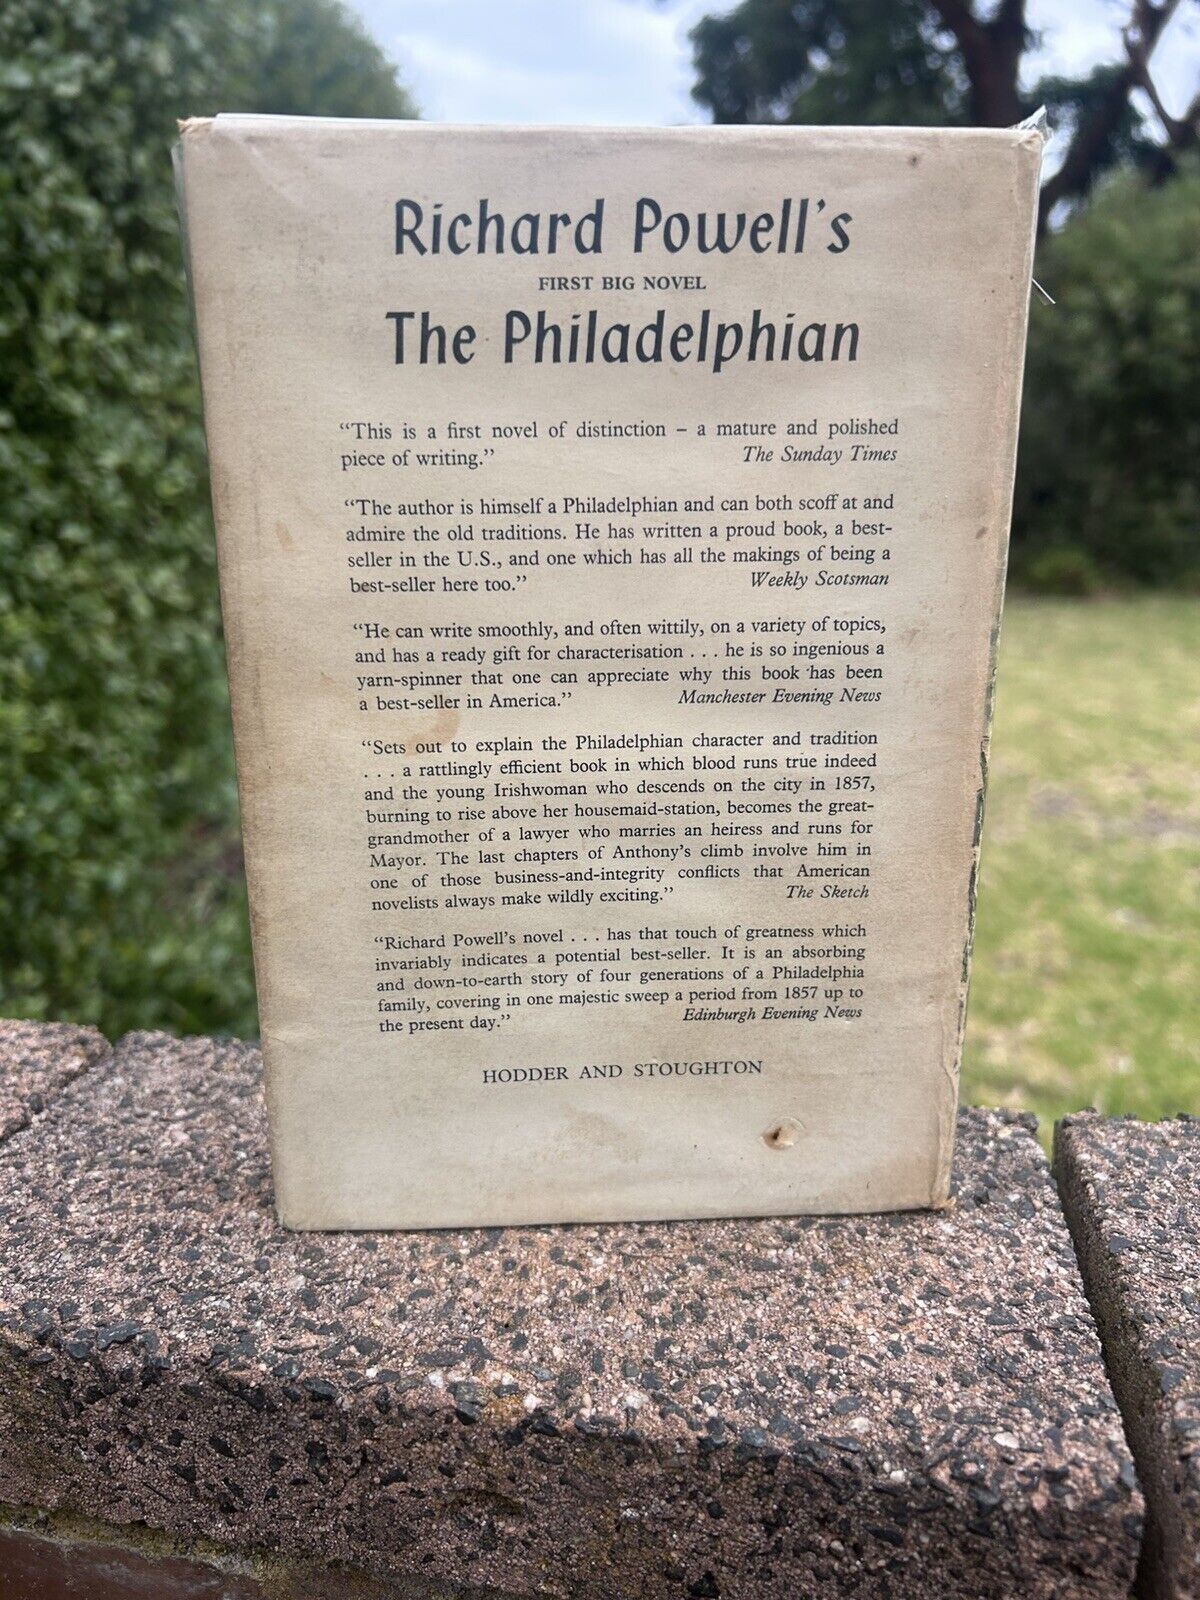 Richard Powell's
FIRST BIG NOVEL
The Philadelphian
“This is a first novel of distinction – a mature and polished
piece of writing.” The Sunday Times
“The author is himself a Philadelphian and can both scoff at and
admire the old traditions. He has written a proud book, a best-
seller in the U.S., and one which has all the makings of being a
best-seller here too.” Weekly Scotsman
“He can write smoothly, and often wittily, on a variety of topics,
and has a ready gift for characterisation . . . he is so ingenious a
yarn-spinner that one can appreciate why this book has been
a best-seller in America.” Manchester Evening News
“Sets out to explain the Philadelphian character and tradition
. . . a rattlingly efficient book in which blood runs true indeed
and the young Irishwoman who descends on the city in 1857,
burning to rise above her housemaid-station, becomes the great-
grandmother of a lawyer who marries an heiress and runs for
Mayor. The last chapters of Anthony's climb involve him in
one of those business-and-integrity conflicts that American
novelists always make wildly exciting.” The Sketch
“Richard Powell's novel . . . has that touch of greatness which
invariably indicates a potential best-seller. It is an absorbing
and down-to-earth story of four generations of a Philadelphia
family, covering in one majestic sweep a period from 1857 up to
the present day.” Edinburgh Evening News
HODDER AND STOUGHTON